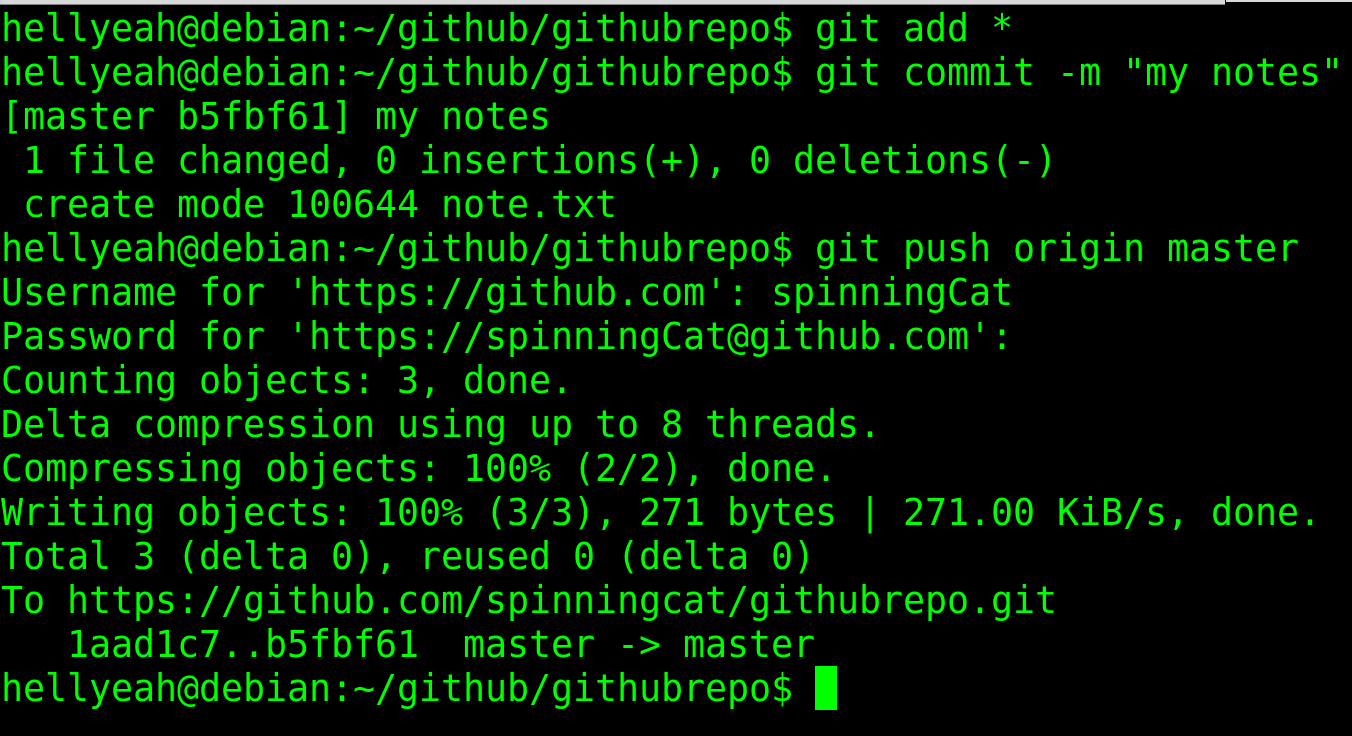 hellyeah@debian:~/github/githubrepo$ git add *
hellyeah@debian:~/github/githubrepo$ git commit -m "my notes"
[master b5fbf61] my notes
 1 file changed, 0 insertions(+), 0 deletions(-)
 create mode 100644 note.txt
hellyeah@debian:~/github/githubrepo$ git push origin master
Username for 'https://github.com': spinningCat
Password for 'https://spinningCat@github.com':
Counting objects: 3, done.
Delta compression using up to 8 threads.
Compressing objects: 100% (2/2), done.
Writing objects: 100% (3/3), 271 bytes | 271.00 KiB/s, done.
Total 3 (delta 0), reused 0 (delta 0)
To https://github.com/spinningcat/githubrepo.git
   1aad1c7..b5fbf61  master -> master
hellyeah@debian:~/github/githubrepo$